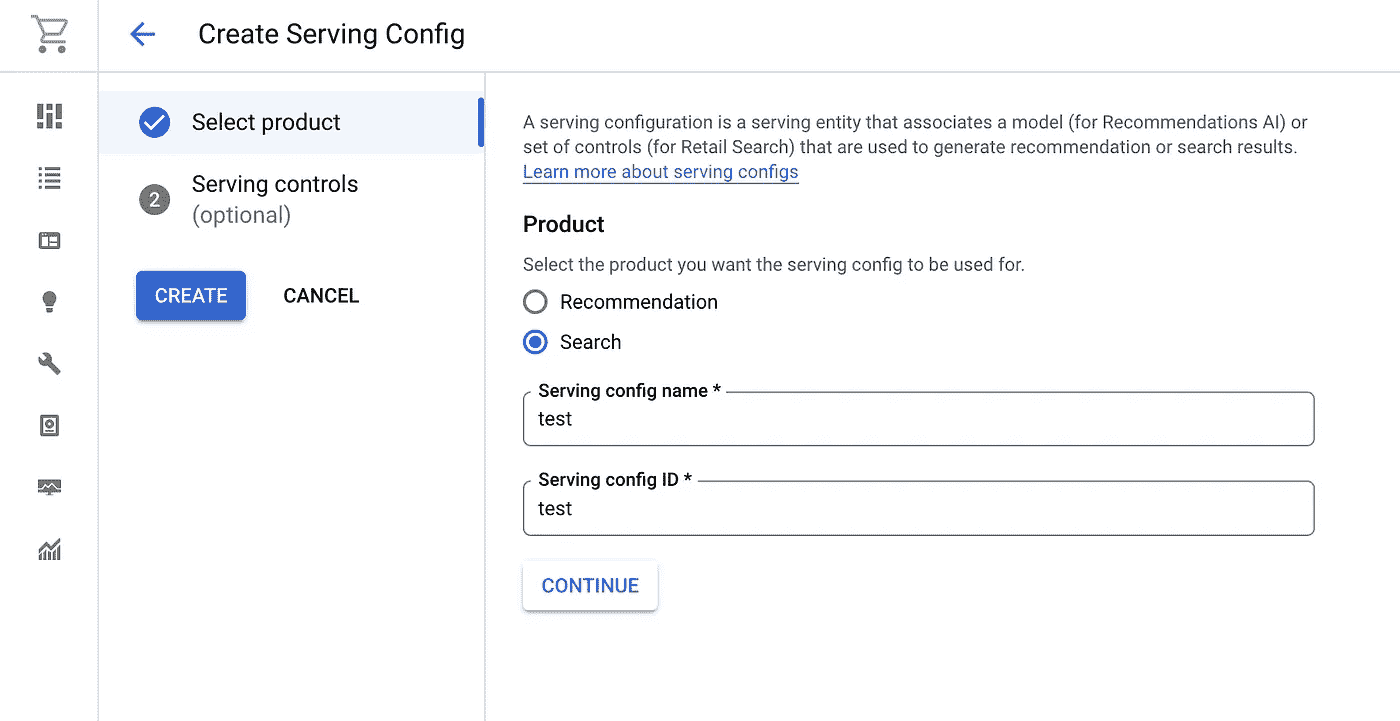 Create Serving Config
Select product
2
Serving controls
(optional)
CREATE
CANCEL
A serving configuration is a serving entity that associates a model (for Recommendations AI) or
set of controls (for Retail Search) that are used to generate recommendation or search results.
Learn more about serving configs
Product
Select the product you want the serving config to be used for.
Recommendation
Search
Serving config name *
test
Serving config ID *
test
CONTINUE